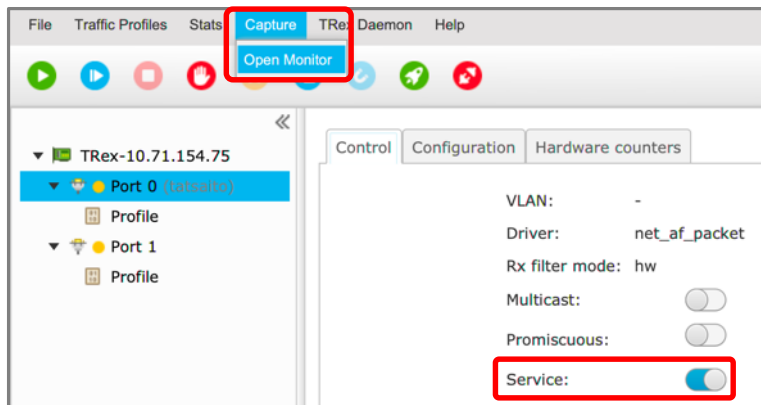 File Traffic Profiles Stats Capture TRex Daemon Help
Open Monitor
TRex-10.71.154.75
Port 0 (tatsaito)
Profile
Port 1
Profile
Control Configuration Hardware counters
VLAN: -
Driver: net_af_packet
Rx filter mode: hw
Multicast:
Promiscuous:
Service: